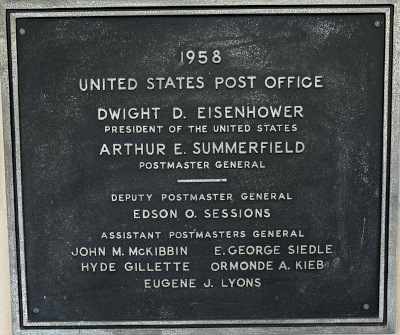 1958
UNITED STATES POST OFFICE
DWIGHT D. EISENHOWER
PRESIDENT OF THE UNITED STATES
ARTHUR E. SUMMERFIELD
POSTMASTER GENERAL
DEPUTY POSTMASTER GENERAL
EDSON O. SESSIONS
ASSISTANT POSTMASTERS GENERAL
JOHN M. McKIBBIN E. GEORGE SIEDLE
HYDE GILLETTE ORMONDE A. KIEB
EUGENE J. LYONS